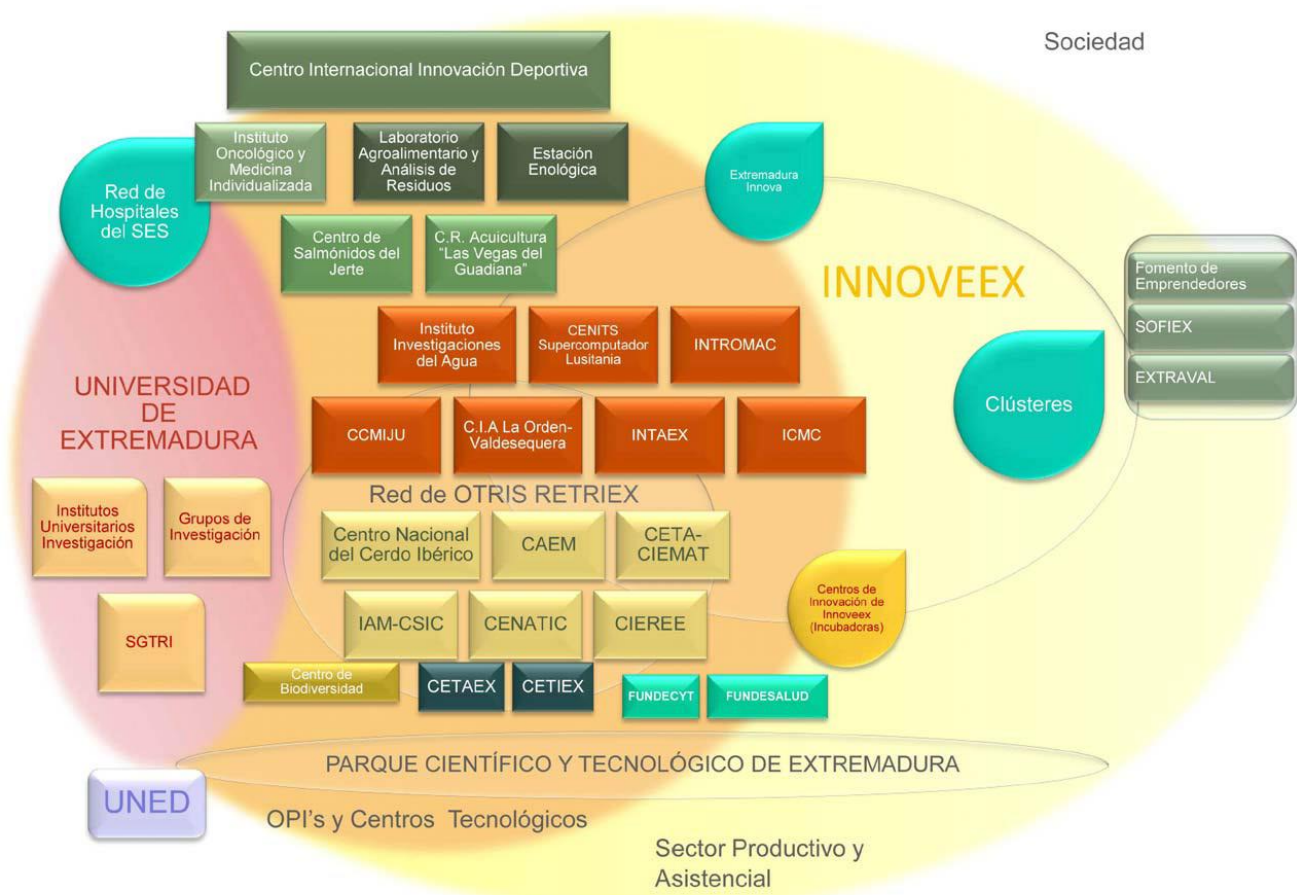 Sociedad
Centro Internacional Innovación Deportiva
Instituto
Oncológico y
Medicina
Individualizada
Laboratorio
Agroalimentario y
Análisis de
Residuos
Estación
Enológica
Extremadura
Innova
Red de
Hospitales
del SES
Centro de
Salmónidos del
Jerte
C.R. Acuicultura
"Las Vegas del
Guadiana"
INNOVEEX
Fomento de
Emprendedores
SOFIEX
EXTRAVAL
Instituto
Investigaciones
del Agua
CENITS
Supercomputador
Lusitania
INTROMAC
UNIVERSIDAD
DE
EXTREMADURA
Clústeres
CCMIJU
C.I.A La Orden-
Valdesequera
INTAEX
ICMC
Red de OTRIS RETRIEX
Institutos
Universitarios
Investigación
Grupos de
Investigación
Centro Nacional
del Cerdo Ibérico
CAEM
CETA-
CIEMAT
Centros de
Innovación de
Innoveex
(Incubadoras)
SGTRI
IAM-CSIC
CENATIC
CIEREE
Centro de
Biodiversidad
CETAEX
CETIEX
FUNDECYT
FUNDESALUD
PARQUE CIENTÍFICO Y TECNOLÓGICO DE EXTREMADURA
UNED
OPI's y Centros Tecnológicos
Sector Productivo y
Asistencial